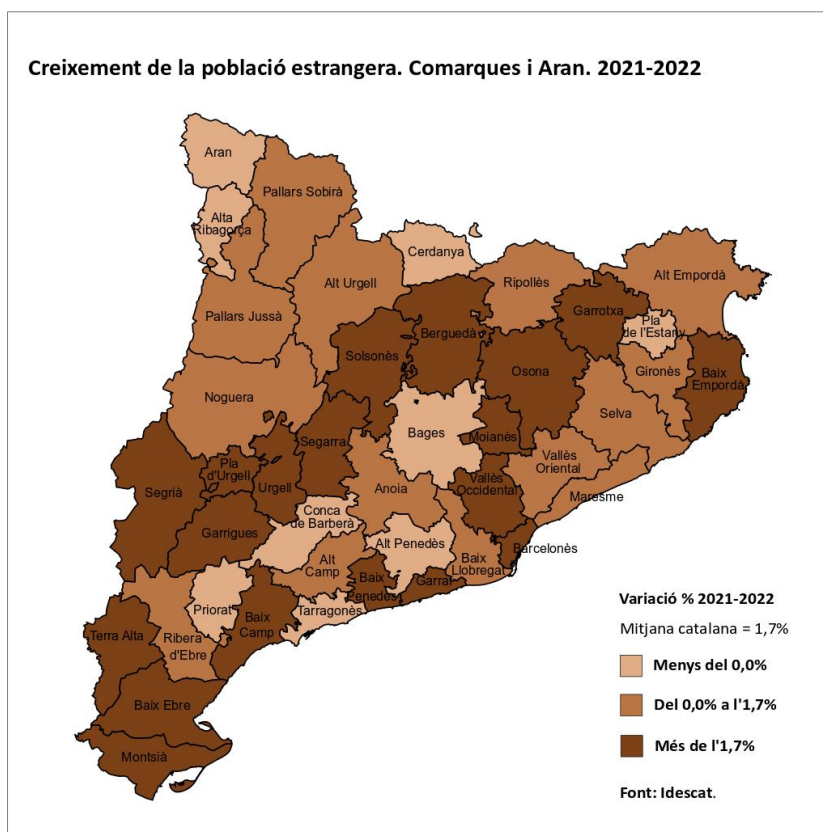 Creixement de la població estrangera. Comarques i Aran. 2021-2022
Aran
Pallars Sobirà
Alta
Ribagorça
Cerdanya
Alt Urgell
Ripollès
Alt Empordà
Pallars Jussà
Garrotxa
Pla
de l'Estany
Berguedà
Solsonès
Osona
Gironès
Baix
Empordà
Noguera
Selva
Bages
Moianès
Segarra
Vallès
Oriental
Pla
d'Urgell
Urgell
Segrià
Anoia
Vallès
Occidental
Maresme
Conca
de Barberà
Garrigues
Alt Penedès
Barcelonès
Baix
Llobregat
Alt
Camp
Baix
Penedès
Garraf
Priorat
Tarragonès
Baix
Camp
Terra Alta
Ribera
d'Ebre
Baix Ebre
Montsià
Variació % 2021-2022
Mitjana catalana = 1,7%
Menys del 0,0%
Del 0,0% a l'1,7%
Més de l'1,7%
Font: Idescat.